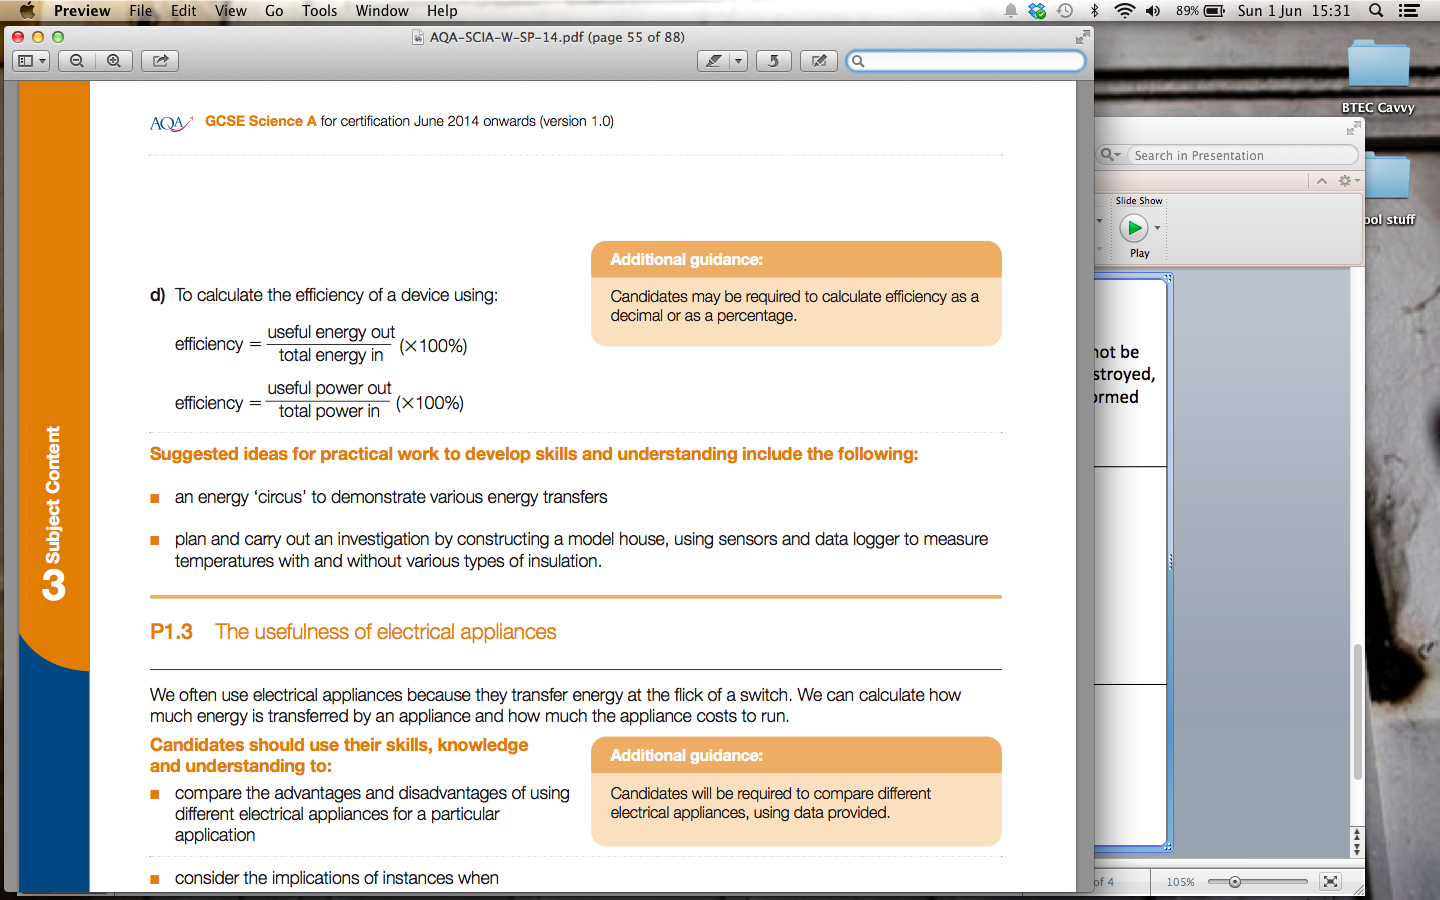 Preview File Edit View Go Tools Window Help
89% Sun 1 Jun 15:31
AQA-SCIA-W-SP-14.pdf (page 55 of 88)
BTEC Cavvy
Search in Presentation
ool stuff
Slide Show
Play
AQA GCSE Science A for certification June 2014 onwards (version 1.0)
d) To calculate the efficiency of a device using:
efficiency = useful energy out / total energy in (×100%)
efficiency = useful power out / total power in (×100%)
Additional guidance:
Candidates may be required to calculate efficiency as a
decimal or as a percentage.
Suggested ideas for practical work to develop skills and understanding include the following:
■ an energy ‘circus’ to demonstrate various energy transfers
■ plan and carry out an investigation by constructing a model house, using sensors and data logger to measure
temperatures with and without various types of insulation.
3 Subject Content
P1.3 The usefulness of electrical appliances
We often use electrical appliances because they transfer energy at the flick of a switch. We can calculate how
much energy is transferred by an appliance and how much the appliance costs to run.
Candidates should use their skills, knowledge
and understanding to:
■ compare the advantages and disadvantages of using
different electrical appliances for a particular
application
■ consider the implications of instances when
Additional guidance:
Candidates will be required to compare different
electrical appliances, using data provided.
not be
stroyed,
ormed
of 4
105%